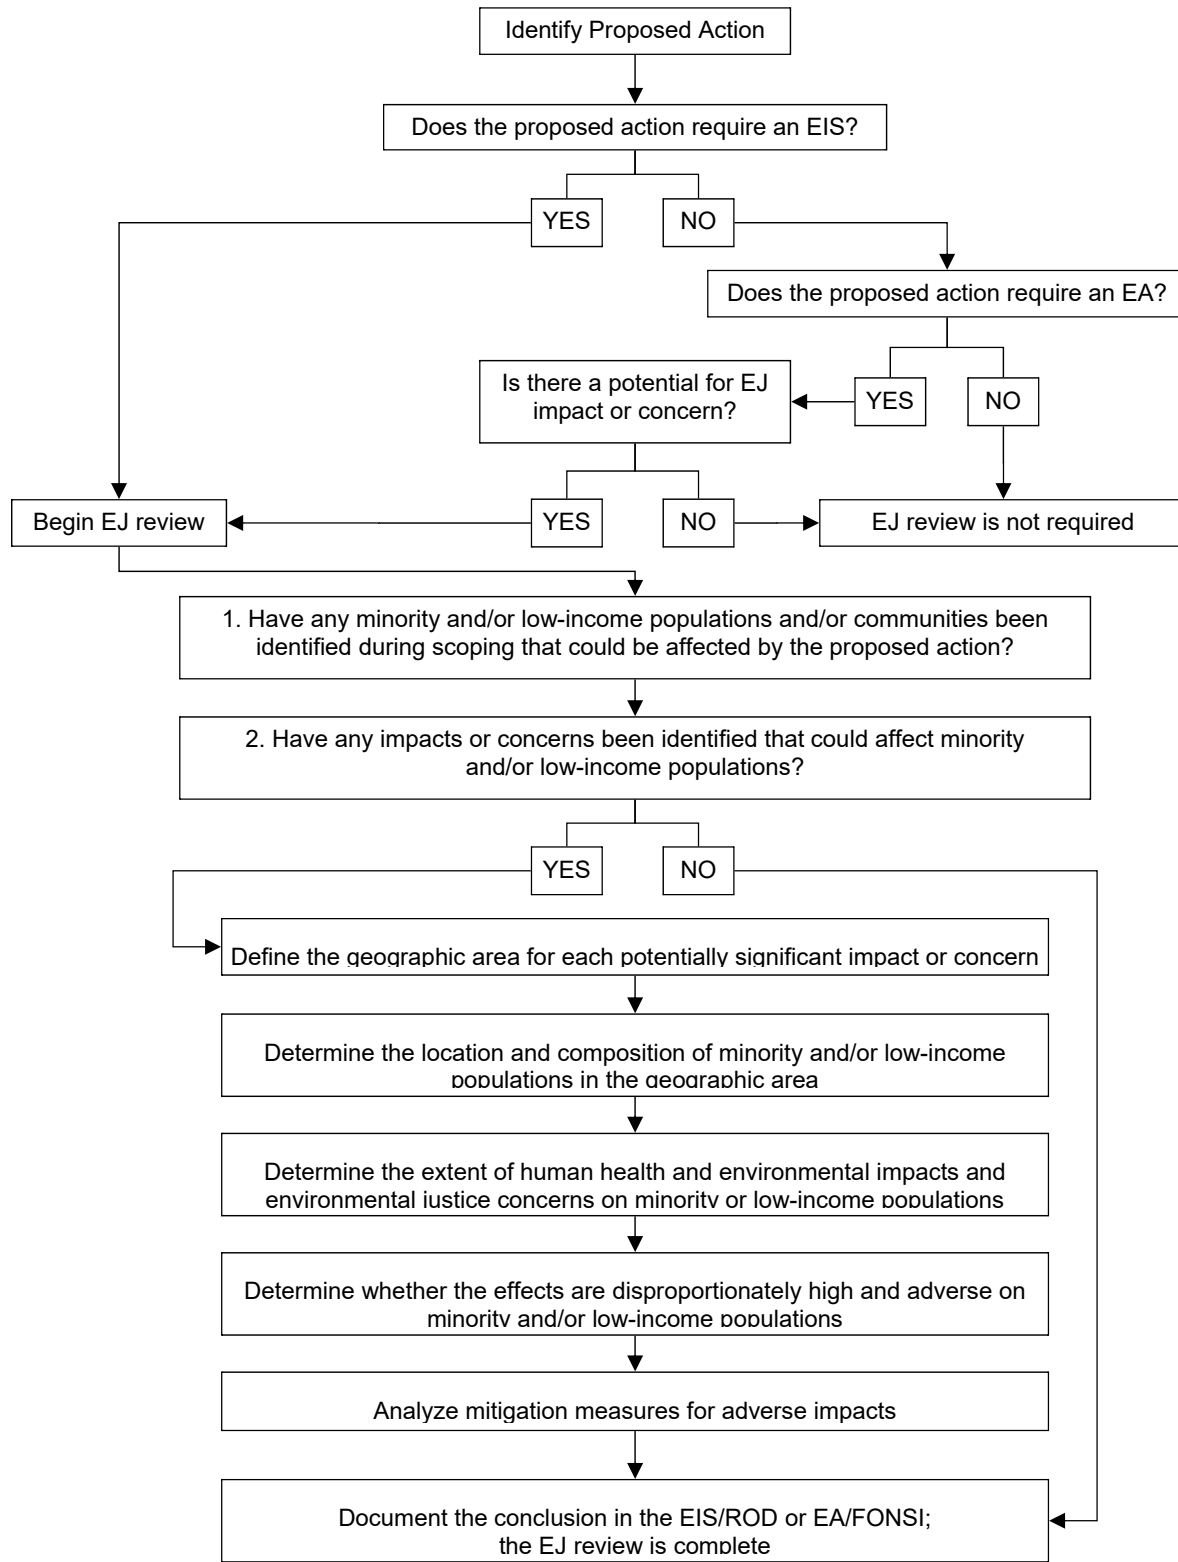 Identify Proposed Action
Does the proposed action require an EIS?
YES
NO
Does the proposed action require an EA?
Is there a potential for EJ
impact or concern?
YES
NO
Begin EJ review
YES
NO
EJ review is not required
1. Have any minority and/or low-income populations and/or communities been
identified during scoping that could be affected by the proposed action?
2. Have any impacts or concerns been identified that could affect minority
and/or low-income populations?
YES
NO
Define the geographic area for each potentially significant impact or concern
Determine the location and composition of minority and/or low-income
populations in the geographic area
Determine the extent of human health and environmental impacts and
environmental justice concerns on minority or low-income populations
Determine whether the effects are disproportionately high and adverse on
minority and/or low-income populations
Analyze mitigation measures for adverse impacts
Document the conclusion in the EIS/ROD or EA/FONSI;
the EJ review is complete